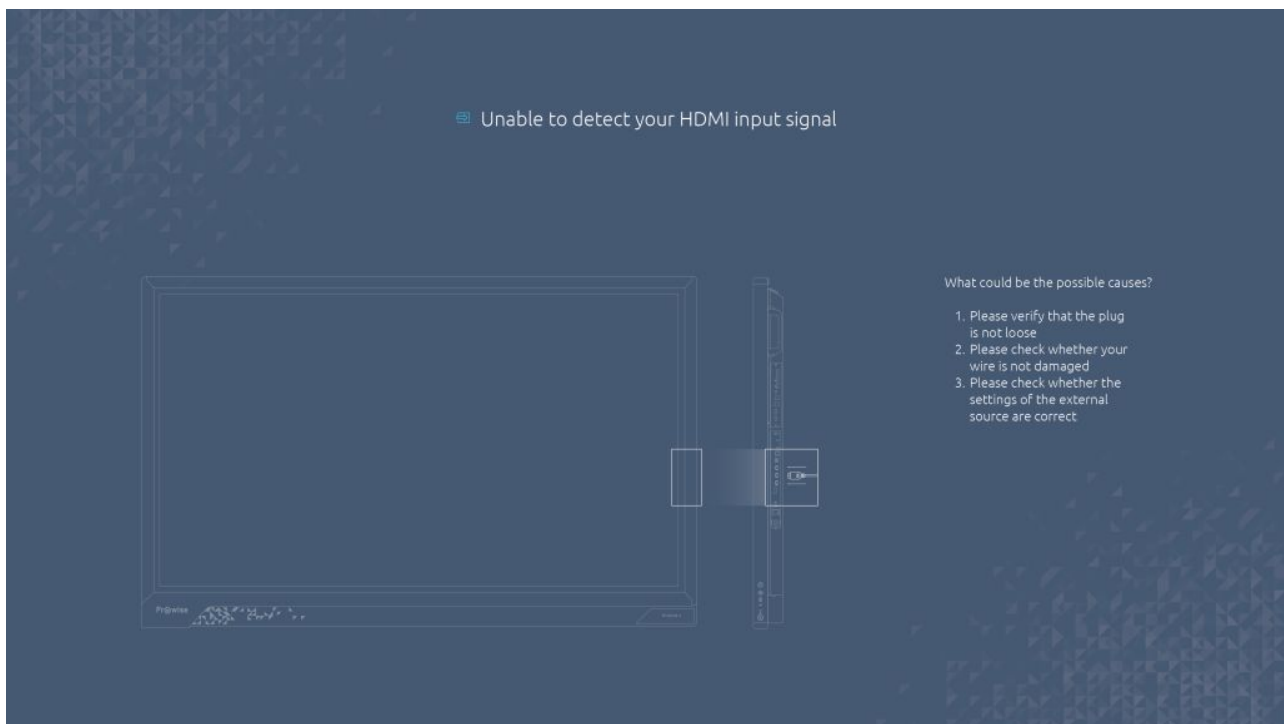 Unable to detect your HDMI input signal
What could be the possible causes?
1. Please verify that the plug
is not loose
2. Please check whether your
wire is not damaged
3. Please check whether the
settings of the external
source are correct
Prowise